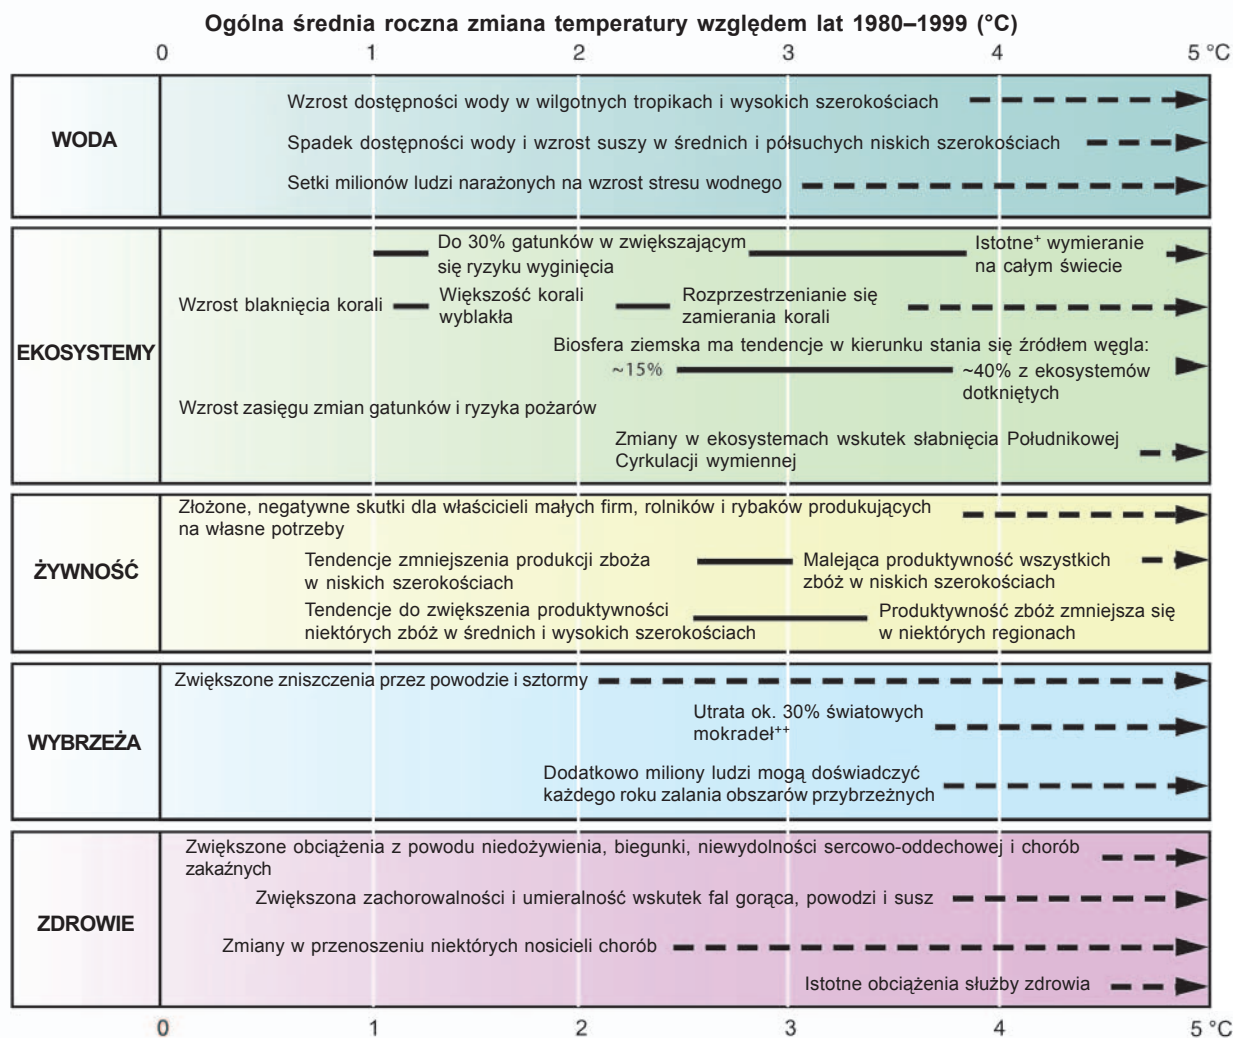 Ogólna średnia roczna zmiana temperatury względem lat 1980–1999 (°C)
0 1 2 3 4 5 °C
WODA
Wzrost dostępności wody w wilgotnych tropikach i wysokich szerokościach
Spadek dostępności wody i wzrost suszy w średnich i półsuchych niskich szerokościach
Setki milionów ludzi narażonych na wzrost stresu wodnego
EKOSYSTEMY
Do 30% gatunków w zwiększającym
się ryzyku wyginięcia
Istotne⁺ wymieranie
na całym świecie
Wzrost blaknięcia korali
Większość korali
wyblakła
Rozprzestrzenianie się
zamierania korali
Biosfera ziemska ma tendencje w kierunku stania się źródłem węgla:
~15%
~40% z ekosystemów
dotkniętych
Wzrost zasięgu zmian gatunków i ryzyka pożarów
Zmiany w ekosystemach wskutek słabnięcia Południkowej
Cyrkulacji wymiennej
ŻYWNOŚĆ
Złożone, negatywne skutki dla właścicieli małych firm, rolników i rybaków produkujących
na własne potrzeby
Tendencje zmniejszenia produkcji zboża
w niskich szerokościach
Malejąca produktywność wszystkich
zbóż w niskich szerokościach
Tendencje do zwiększenia produktywności
niektórych zbóż w średnich i wysokich szerokościach
Produktywność zbóż zmniejsza się
w niektórych regionach
WYBRZEŻA
Zwiększone zniszczenia przez powodzie i sztormy
Utrata ok. 30% światowych
mokradeł⁺⁺
Dodatkowo miliony ludzi mogą doświadczyć
każdego roku zalania obszarów przybrzeżnych
ZDROWIE
Zwiększone obciążenia z powodu niedożywienia, biegunki, niewydolności sercowo-oddechowej i chorób
zakaźnych
Zwiększona zachorowalności i umieralność wskutek fal gorąca, powodzi i susz
Zmiany w przenoszeniu niektórych nosicieli chorób
Istotne obciążenia służby zdrowia
0 1 2 3 4 5 °C